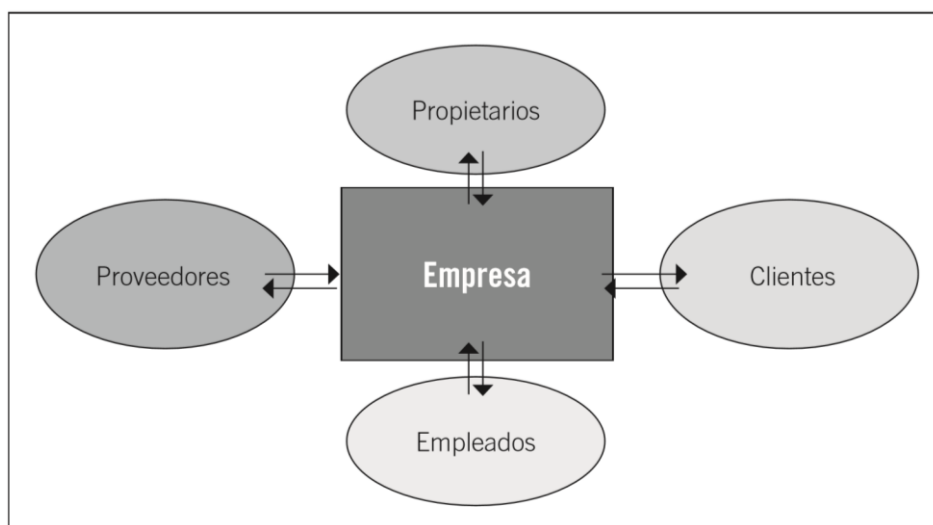 Propietarios
Proveedores
Empresa
Clientes
Empleados